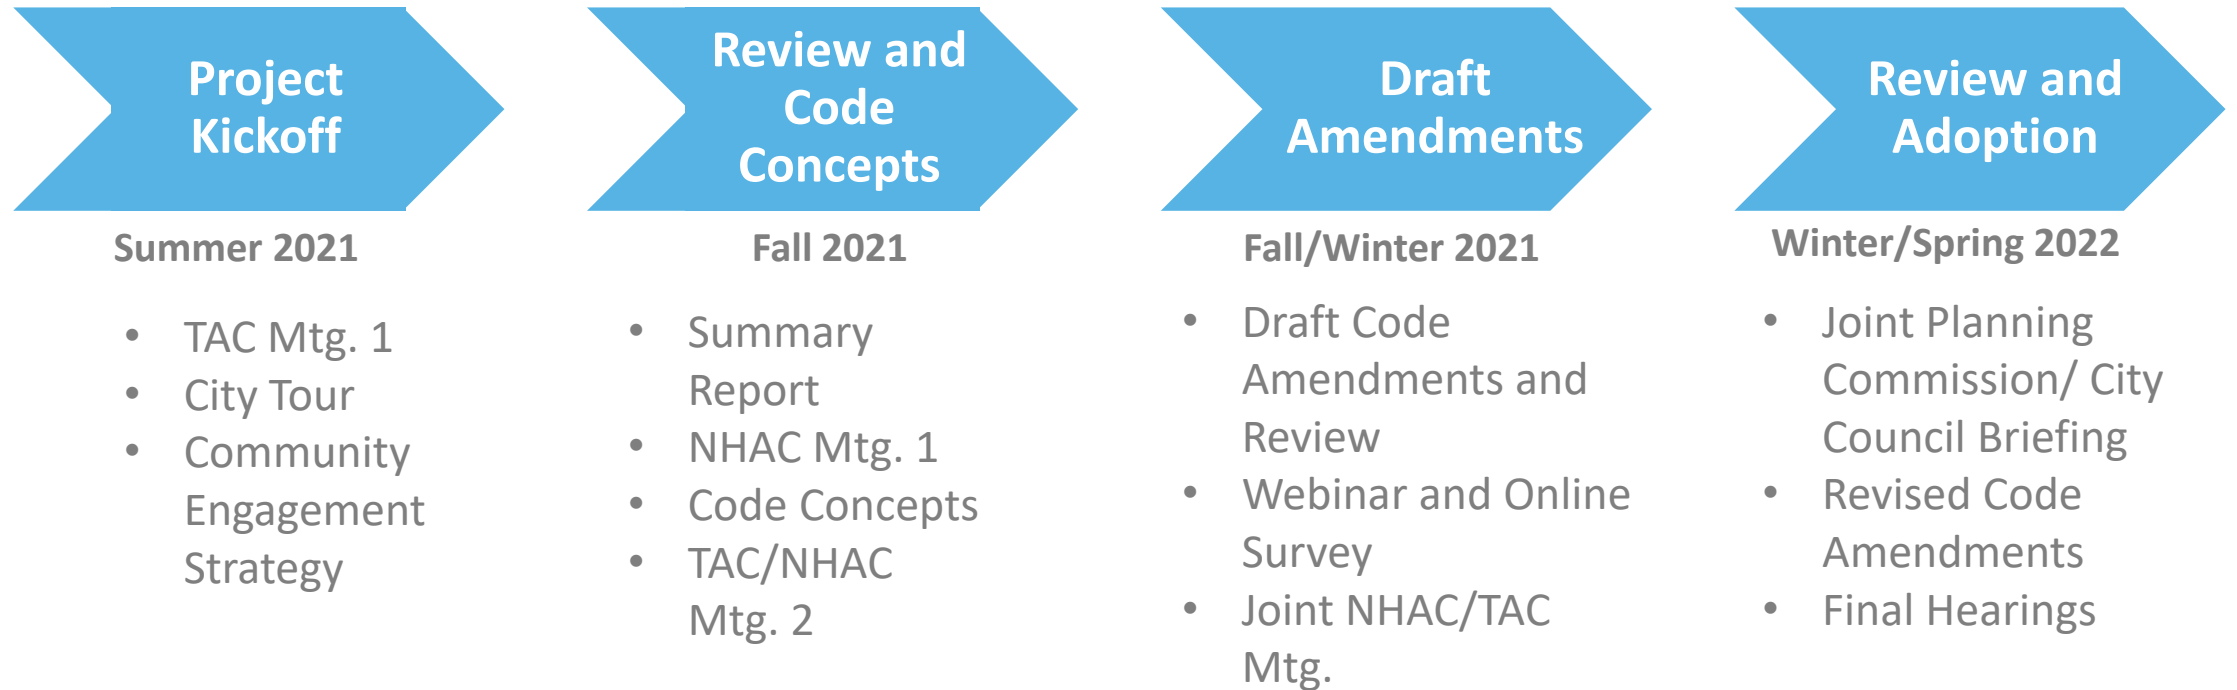 Project
Kickoff
Summer 2021
• TAC Mtg. 1
• City Tour
• Community
Engagement
Strategy
Review and
Code
Concepts
Fall 2021
• Summary
Report
• NHAC Mtg. 1
• Code Concepts
• TAC/NHAC
Mtg. 2
Draft
Amendments
Fall/Winter 2021
• Draft Code
Amendments and
Review
• Webinar and Online
Survey
• Joint NHAC/TAC
Mtg.
Review and
Adoption
Winter/Spring 2022
• Joint Planning
Commission/ City
Council Briefing
• Revised Code
Amendments
• Final Hearings